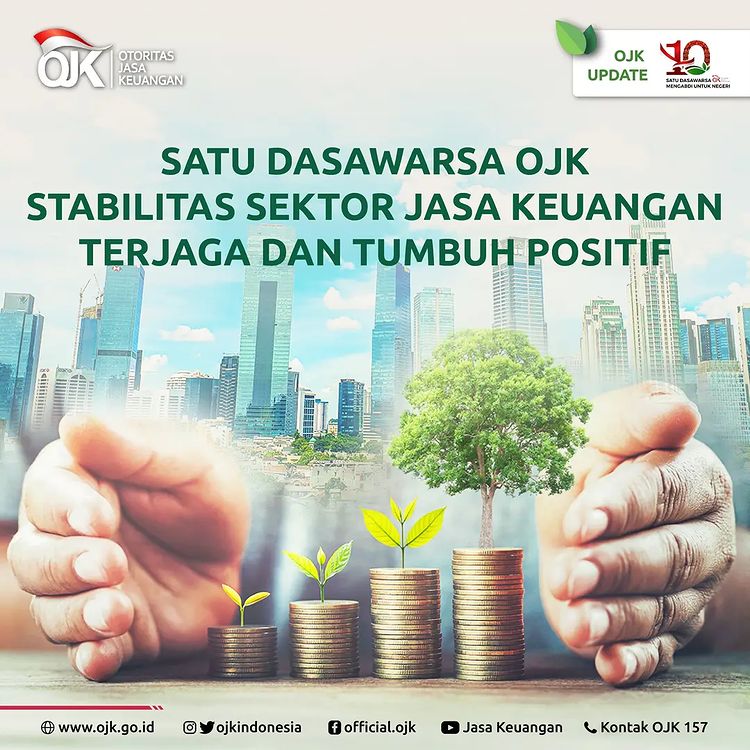 OJK
OTORITAS
JASA
KEUANGAN
OJK
UPDATE
10
SATU DASAWARSA OJK
MENGABDI UNTUK NEGERI
SATU DASAWARSA OJK
STABILITAS SEKTOR JASA KEUANGAN
TERJAGA DAN TUMBUH POSITIF
www.ojk.go.id
ojkindonesia
official.ojk
Jasa Keuangan
Kontak OJK 157